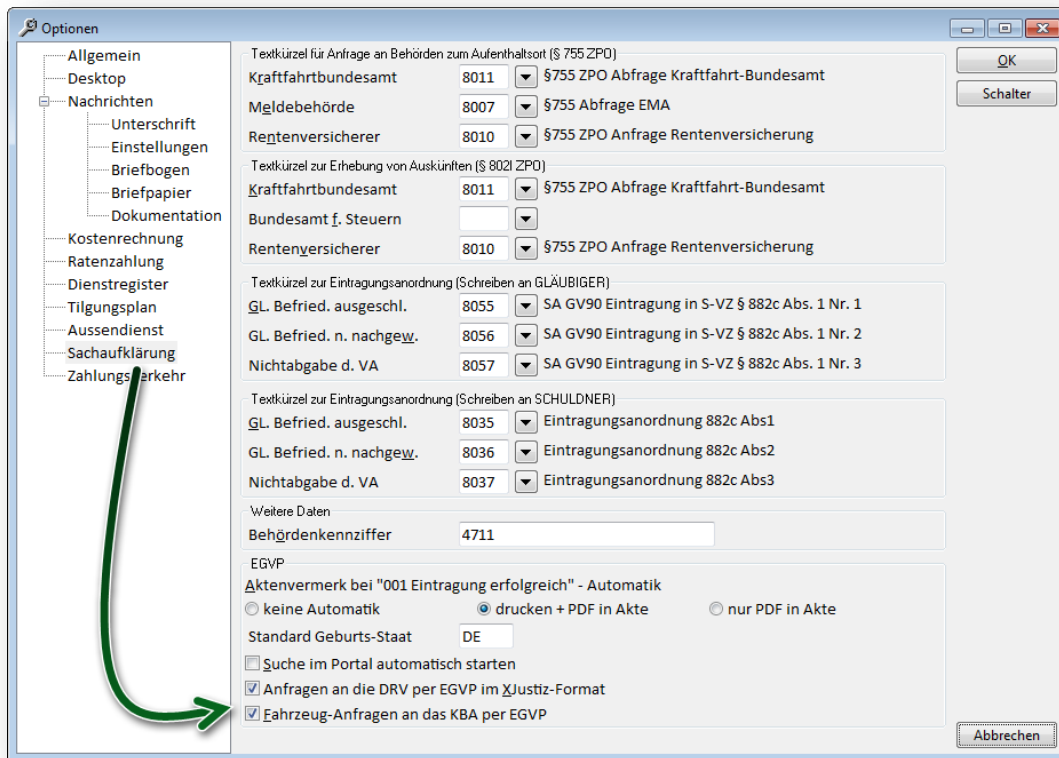 Optionen
Allgemein
Desktop
Nachrichten
Unterschrift
Einstellungen
Briefbogen
Briefpapier
Dokumentation
Kostenrechnung
Ratenzahlung
Dienstregister
Tilgungsplan
Aussendienst
Sachaufklärung
Textkürzel für Anfrage an Behörden zum Aufenthaltsort (§ 755 ZPO)
Kraftfahrtbundesamt 8011 §755 ZPO Abfrage Kraftfahrt-Bundesamt
Meldebehörde 8007 §755 Abfrage EMA
Rentenversicherer 8010 §755 ZPO Anfrage Rentenversicherung
Textkürzel zur Erhebung von Auskünften (§ 802l ZPO)
Kraftfahrtbundesamt 8011 §755 ZPO Abfrage Kraftfahrt-Bundesamt
Bundesamt f. Steuern
Rentenversicherer 8010 §755 ZPO Anfrage Rentenversicherung
Textkürzel zur Eintragungsanordnung (Schreiben an GLÄUBIGER)
GL. Befried. ausgeschl. 8055 SA GV90 Eintragung in S-VZ § 882c Abs. 1 Nr. 1
GL. Befried. n. nachgew. 8056 SA GV90 Eintragung in S-VZ § 882c Abs. 1 Nr. 2
Nichtabgabe d. VA 8057 SA GV90 Eintragung in S-VZ § 882c Abs. 1 Nr. 3
Textkürzel zur Eintragungsanordnung (Schreiben an SCHULDNER)
GL. Befried. ausgeschl. 8035 Eintragungsanordnung 882c Abs1
GL. Befried. n. nachgew. 8036 Eintragungsanordnung 882c Abs2
Nichtabgabe d. VA 8037 Eintragungsanordnung 882c Abs3
Weitere Daten
Behördenkennziffer 4711
EGVP
Aktenvermerk bei "001 Eintragung erfolgreich" - Automatik
keine Automatik drucken + PDF in Akte nur PDF in Akte
Standard Geburts-Staat DE
Suche im Portal automatisch starten
Anfragen an die DRV per EGVP im XJustiz-Format
Fahrzeug-Anfragen an das KBA per EGVP
OK
Schalter
Abbrechen